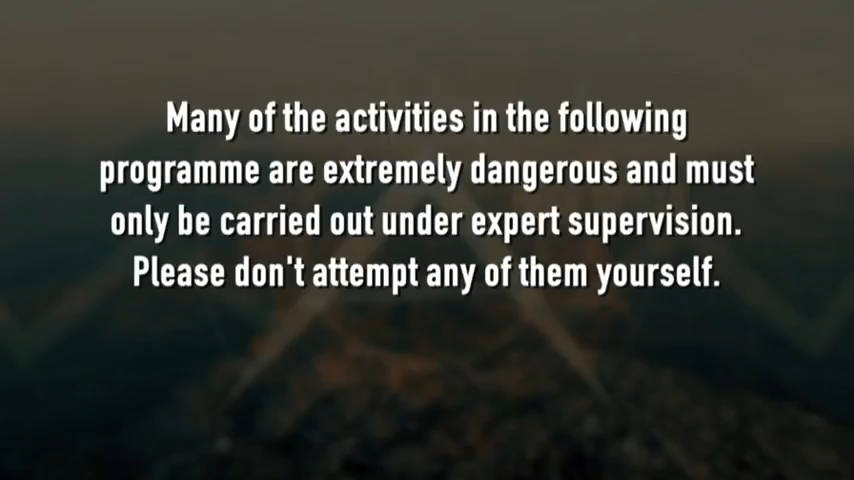 Many of the activities in the following
programme are extremely dangerous and must
only be carried out under expert supervision.
Please don't attempt any of them yourself.